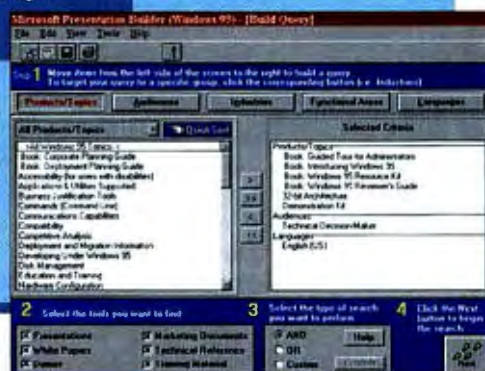 Microsoft Presentation Builder (Windows 95) - [Build Query]
File Edit View Tools Help
Step 1 Move items from the left side of the screen to the right to build a query
To target your query to a specific group, click the corresponding button (i.e. Industries)
Products/Topics Audiences Industries Functional Areas Languages
All Products/Topics Quick Sort
Selected Criteria
<All Windows 95 Topics>
Book: Corporate Planning Guide
Book: Deployment Planning Guide
Accessibility (for users with disabilities)
Applications & Utilities Supported
Business Justification Tools
Commands (Command Line)
Communications Capabilities
Compatibility
Competitive Analysis
Deployment and Migration Information
Developing Under Windows 95
Disk Management
Education and Training
Hardware Configuration
>
>>
<
<<
Products/Topics
Book: Guided Tour for Administrators
Book: Introducing Windows 95
Book: Windows 95 Resource Kit
Book: Windows 95 Reviewer's Guide
32-bit Architecture
Demonstration Kit
Audiences
Technical Decision-Maker
Languages
English (US)
2 Select the tools you want to find
Presentations
White Papers
Demos
Marketing Documents
Technical Reference
Training Material
3 Select the type of search
you want to perform
AND
OR
Custom
Help
4 Click the Next
button to begin
the search
Next